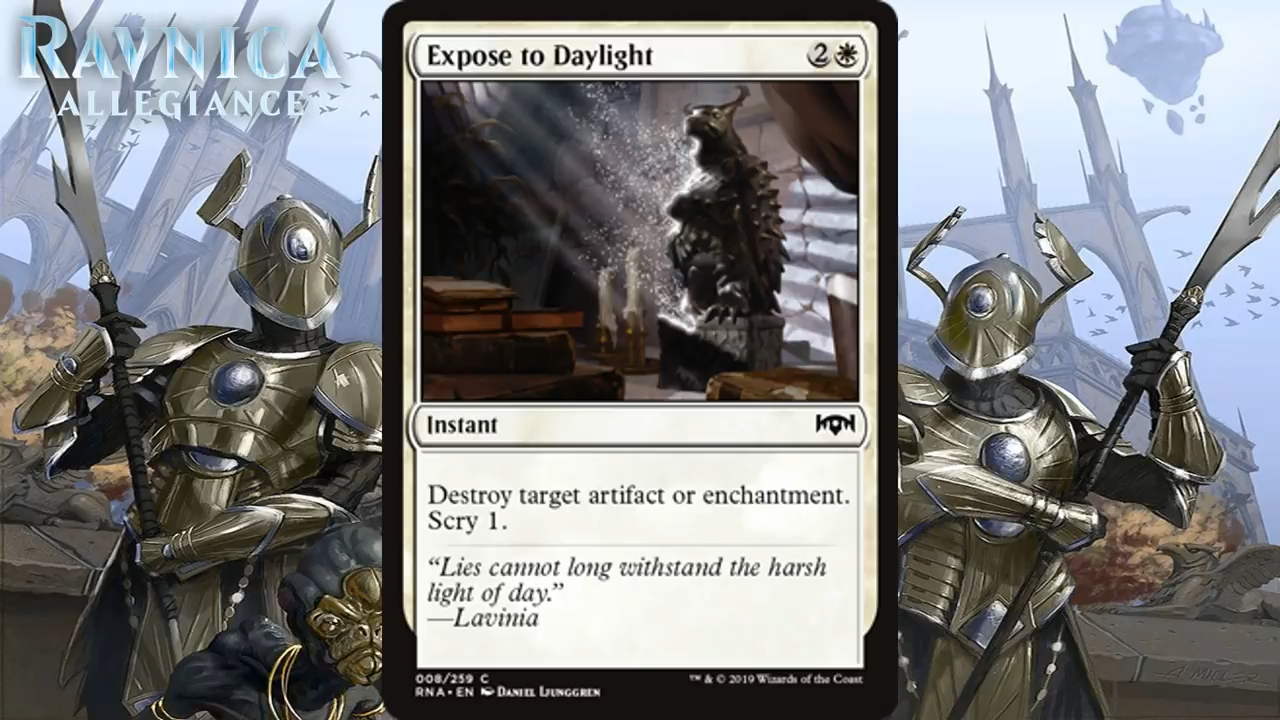 RAVNICA
ALLEGIANCE
Expose to Daylight 2
Instant
Destroy target artifact or enchantment.
Scry 1.
“Lies cannot long withstand the harsh
light of day.”
—Lavinia
008/259 C
RNA • EN DANIEL LJUNGGREN
™ & © 2019 Wizards of the Coast
A MILLER